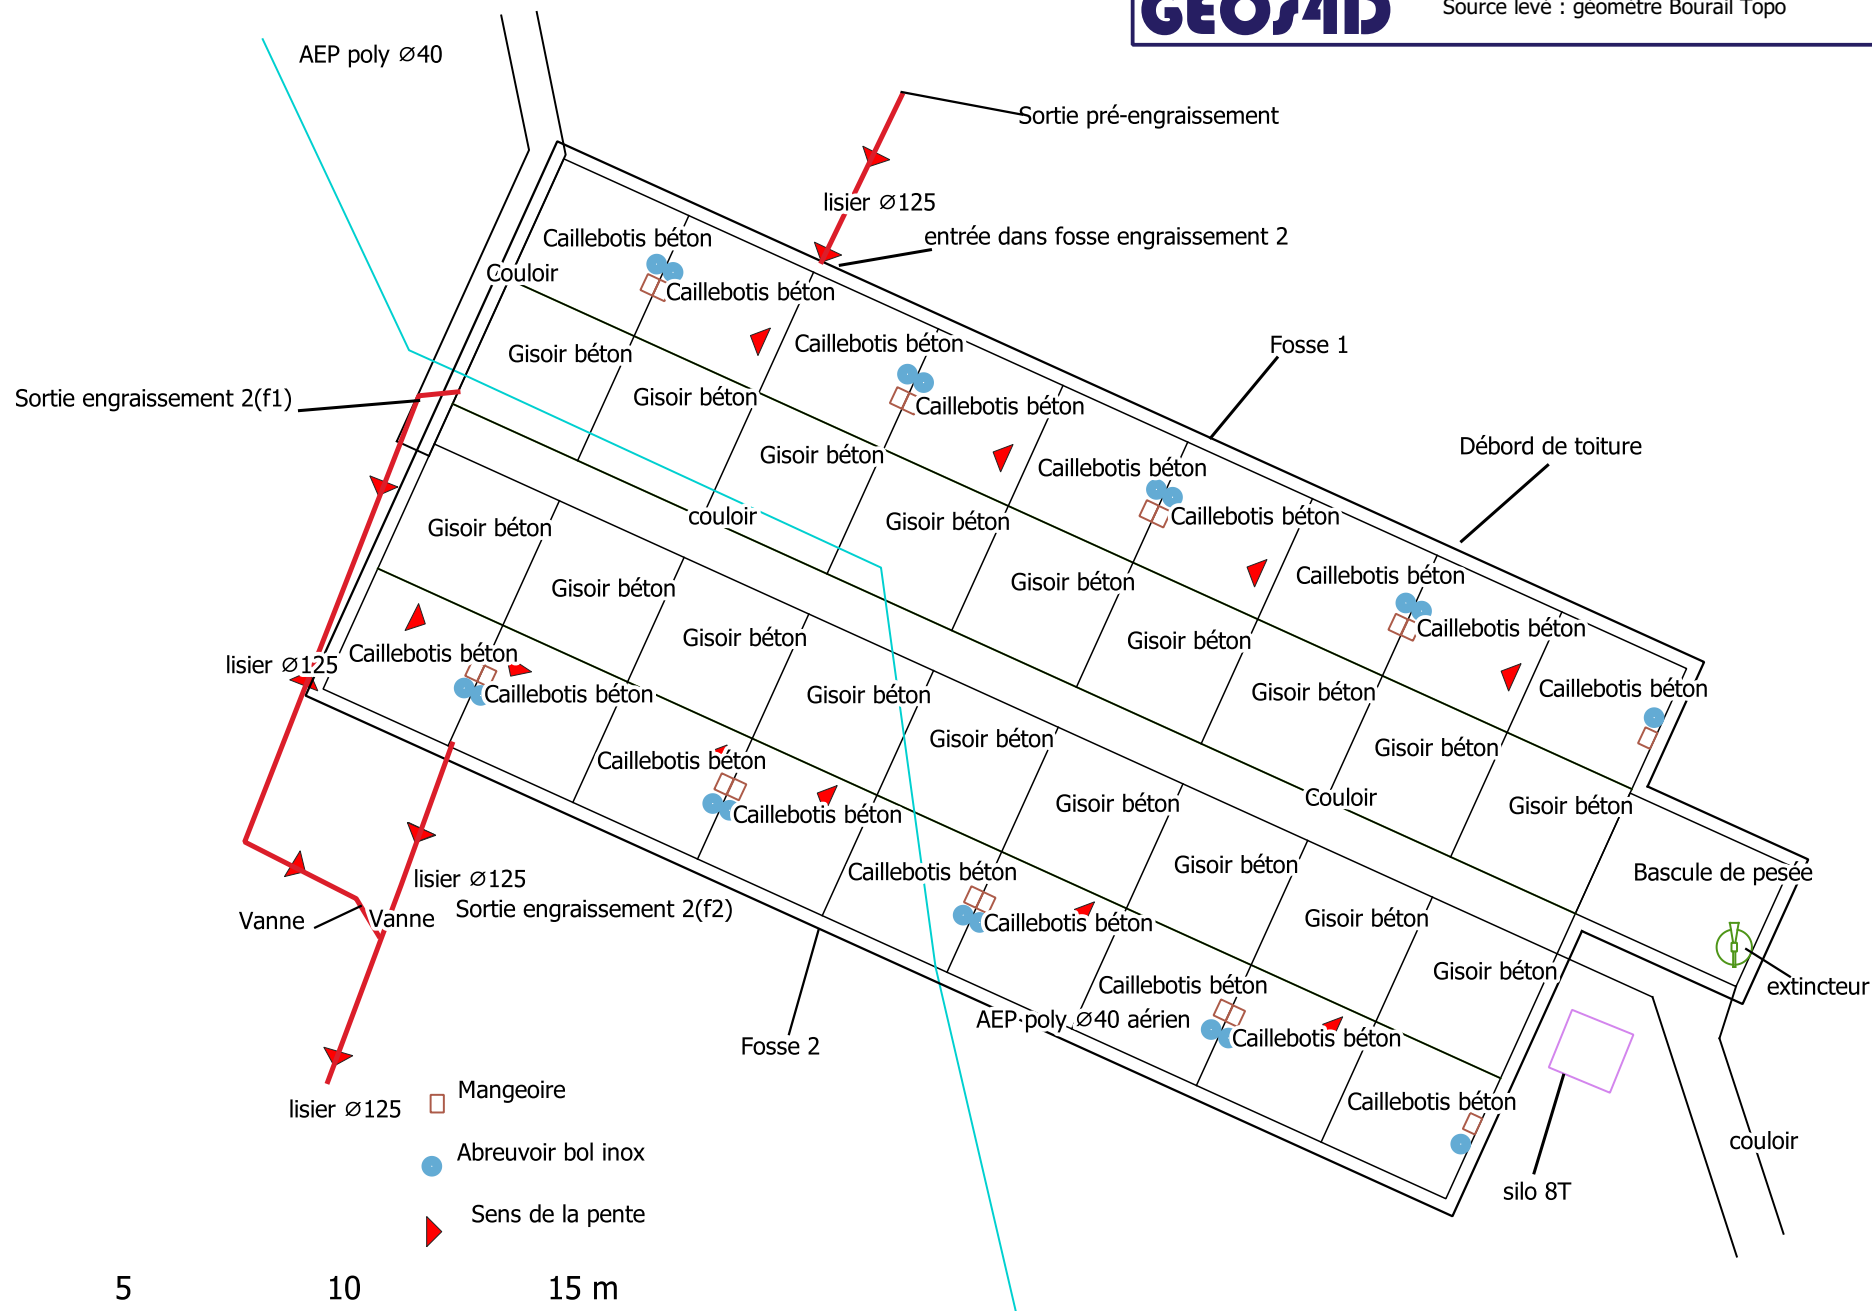 GEOS4D
Source levé : géomètre Bourail Topo
AEP poly ∅40
Sortie pré-engraissement
lisier ∅125
entrée dans fosse engraissement 2
Caillebotis béton
Couloir
Caillebotis béton
Fosse 1
Caillebotis béton
Gisoir béton
Gisoir béton
Sortie engraissement 2(f1)
Caillebotis béton
Débord de toiture
Gisoir béton
Caillebotis béton
couloir
Caillebotis béton
Gisoir béton
Gisoir béton
Caillebotis béton
Gisoir béton
Gisoir béton
Caillebotis béton
Gisoir béton
Gisoir béton
Caillebotis béton
lisier ∅125
Caillebotis béton
Gisoir béton
Gisoir béton
Caillebotis béton
Gisoir béton
Gisoir béton
Caillebotis béton
Couloir
Gisoir béton
Gisoir béton
Caillebotis béton
Gisoir béton
Caillebotis béton
Bascule de pesée
lisier ∅125
Sortie engraissement 2(f2)
Vanne
Vanne
Caillebotis béton
Gisoir béton
Gisoir béton
Caillebotis béton
extincteur
AEP poly ∅40 aérien
Fosse 2
Caillebotis béton
Mangeoire
lisier ∅125
Caillebotis béton
couloir
Abreuvoir bol inox
silo 8T
Sens de la pente
5
10
15 m